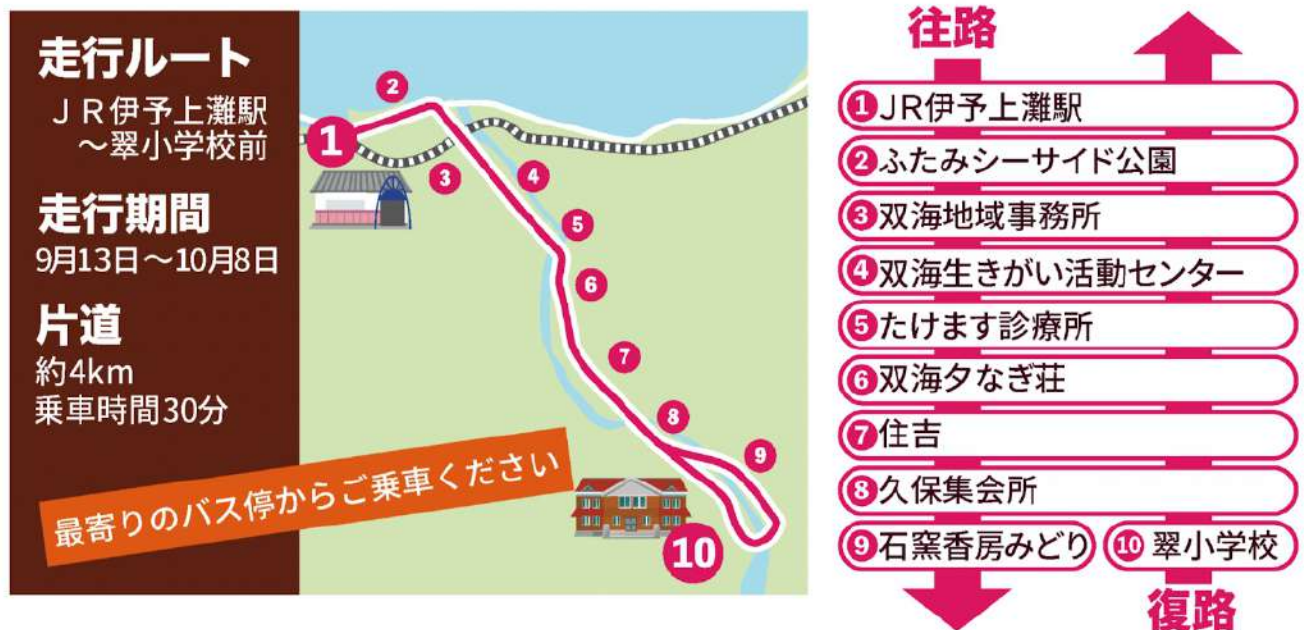 走行ルート
JR伊予上灘駅
～翠小学校前
走行期間
9月13日～10月8日
片道
約4km
乗車時間30分
最寄りのバス停からご乗車ください
1
2
3
4
5
6
7
8
9
10
往路
1JR伊予上灘駅
2ふたみシーサイド公園
3双海地域事務所
4双海生きがい活動センター
5たけます診療所
6双海夕なぎ荘
7住吉
8久保集会所
9石窯香房みどり
10 翠小学校
復路